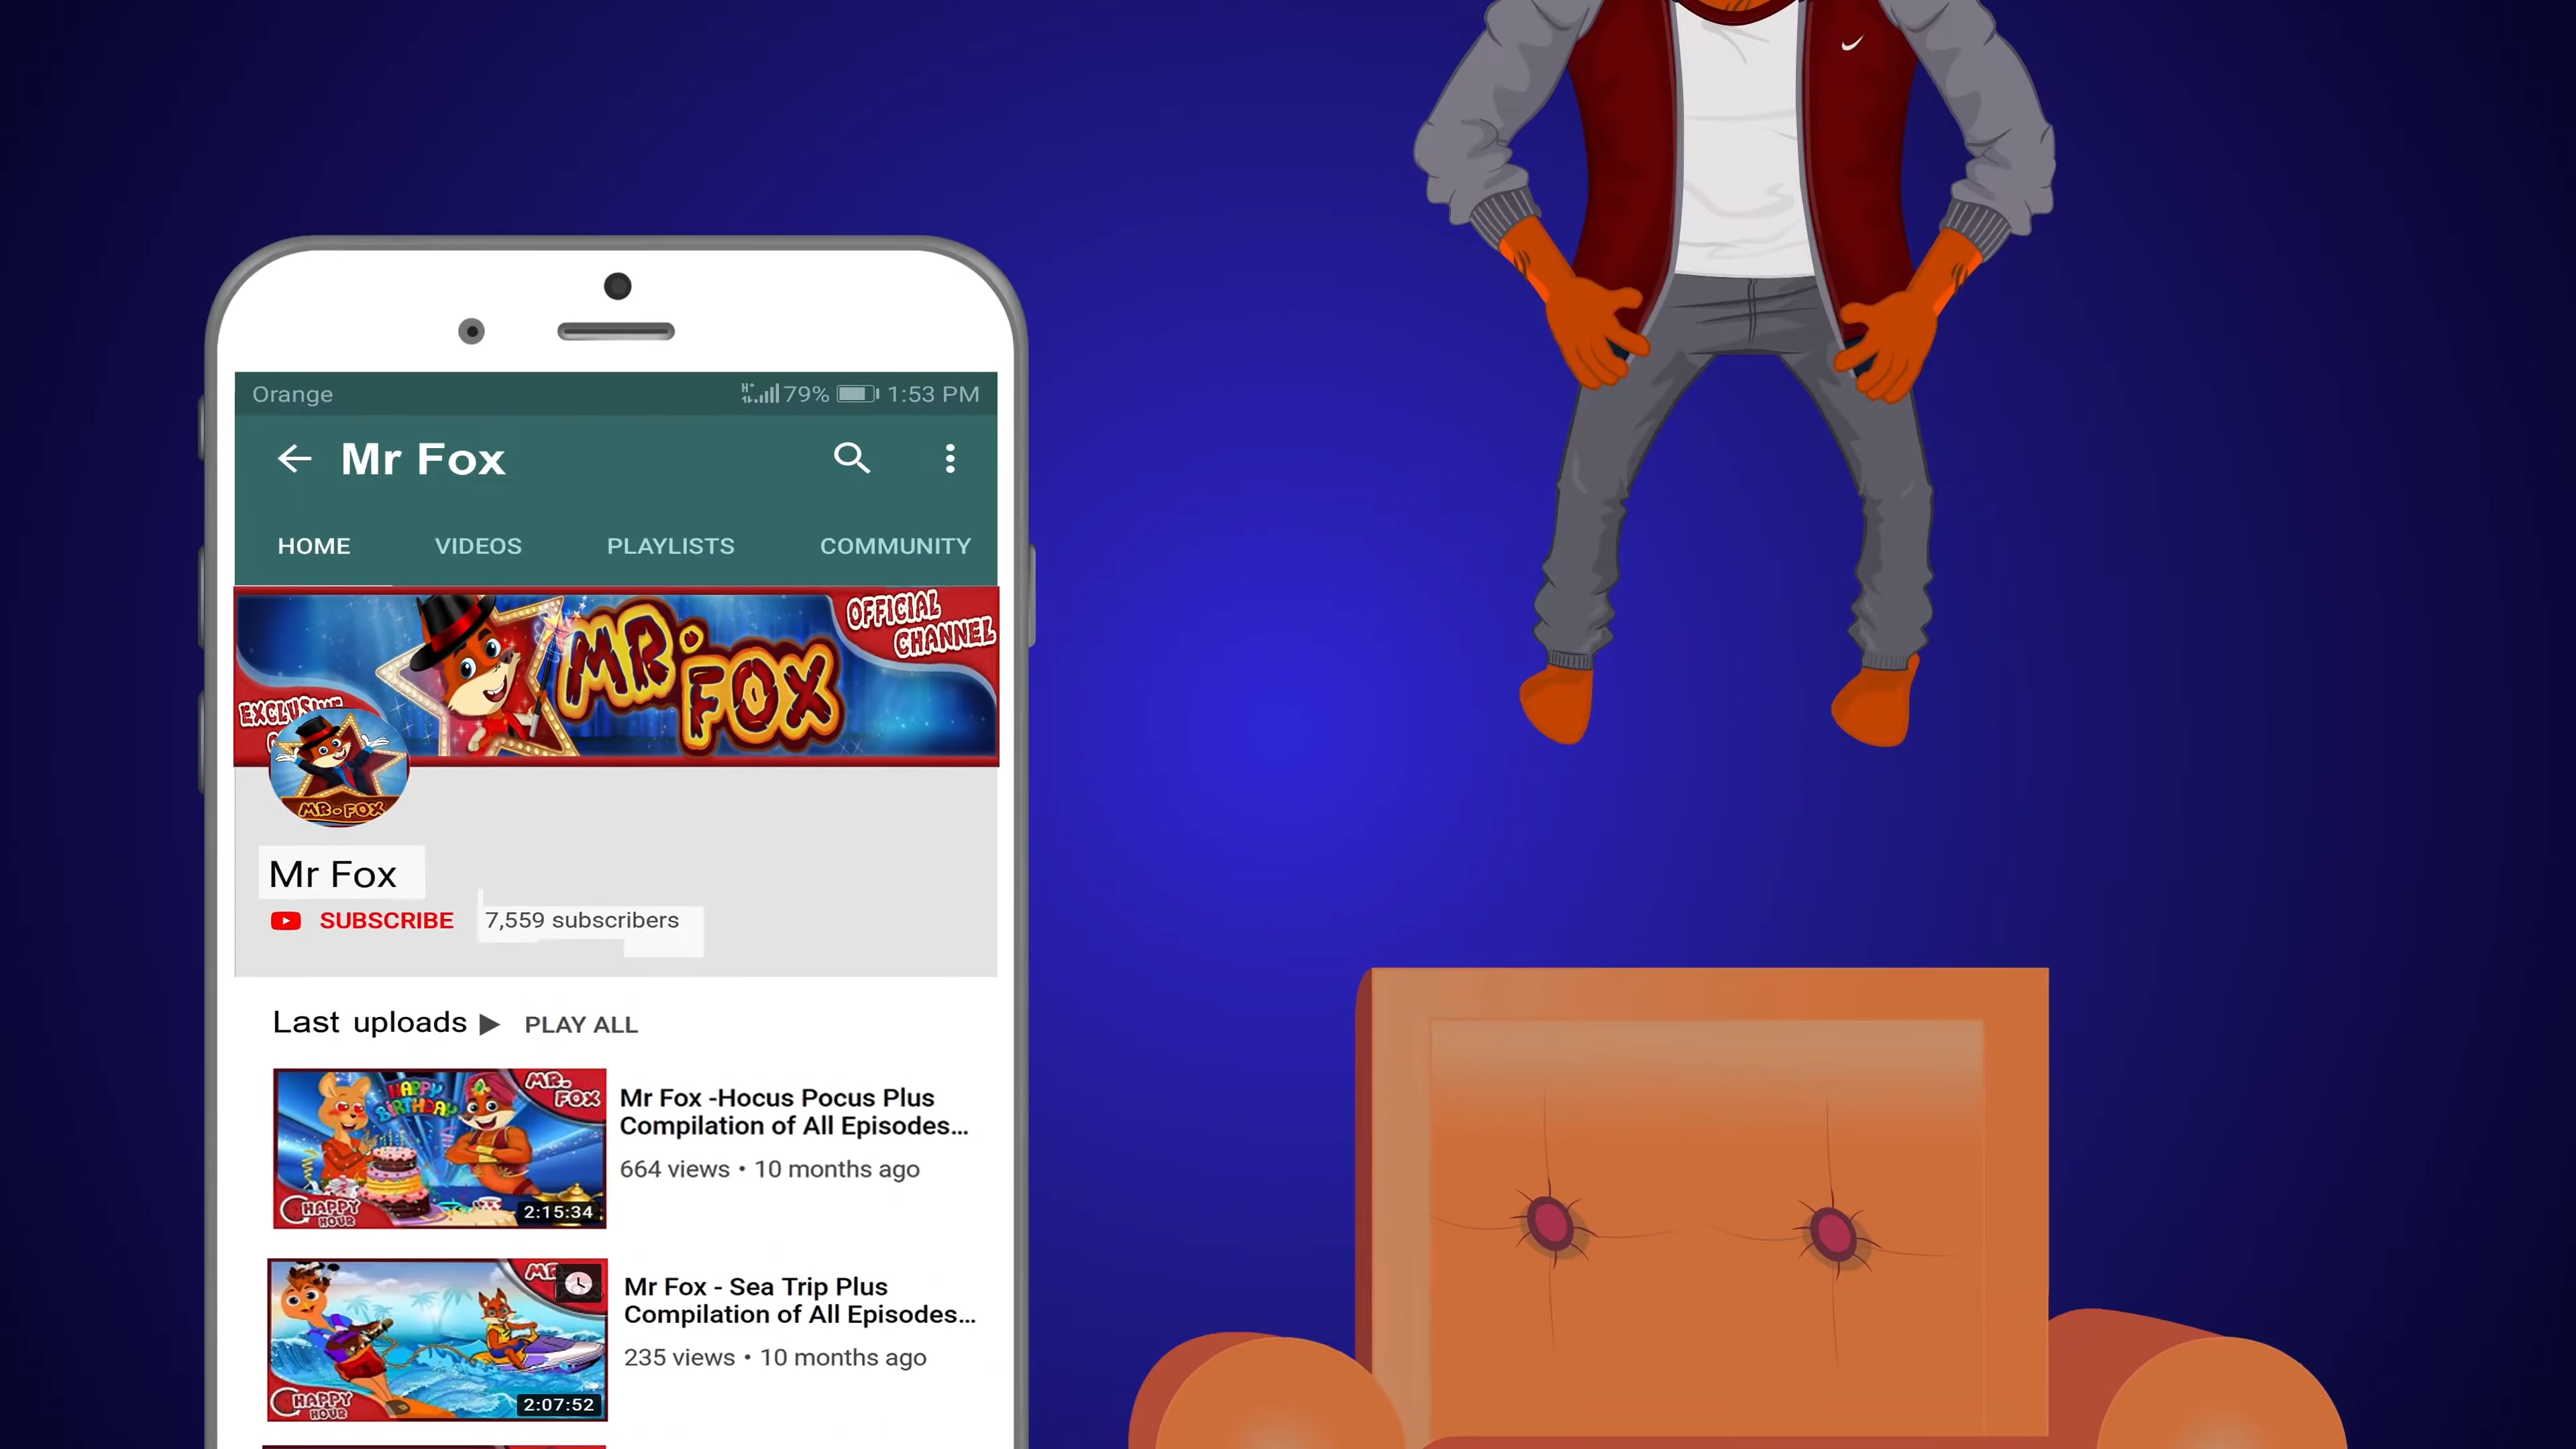 Orange
79% 1:53 PM
Mr Fox
HOME VIDEOS PLAYLISTS COMMUNITY
OFFICIAL
CHANNEL
MR.
FOX
EXCLUSIVE
MR. FOX
Mr Fox
SUBSCRIBE 7,559 subscribers
Last uploads PLAY ALL
HAPPY
BIRTHDAY
MR.
FOX
HAPPY
HOUR
2:15:34
Mr Fox -Hocus Pocus Plus
Compilation of All Episodes...
664 views • 10 months ago
HAPPY
HOUR
2:07:52
Mr Fox - Sea Trip Plus
Compilation of All Episodes...
235 views • 10 months ago